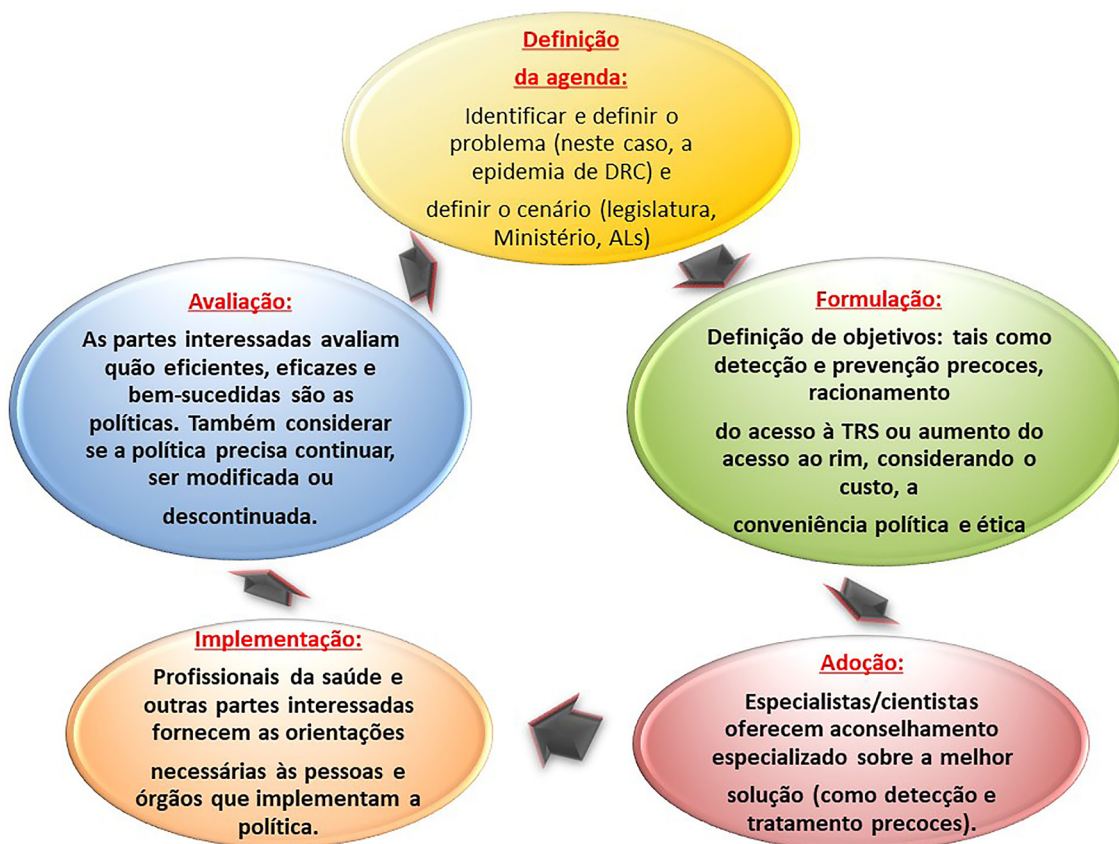 Definição
da agenda:
Identificar e definir o
problema (neste caso, a
epidemia de DRC) e
definir o cenário (legislatura,
Ministério, ALs)
Formulação:
Definição de objetivos: tais como
detecção e prevenção precoces,
racionamento
do acesso à TRS ou aumento do
acesso ao rim, considerando o
custo, a
conveniência política e ética
Adoção:
Especialistas/cientistas
oferecem aconselhamento
especializado sobre a melhor
solução (como detecção e
tratamento precoces).
Implementação:
Profissionais da saúde e
outras partes interessadas
fornecem as orientações
necessárias às pessoas e
órgãos que implementam a
política.
Avaliação:
As partes interessadas avaliam
quão eficientes, eficazes e
bem-sucedidas são as
políticas. Também considerar
se a política precisa continuar,
ser modificada ou
descontinuada.